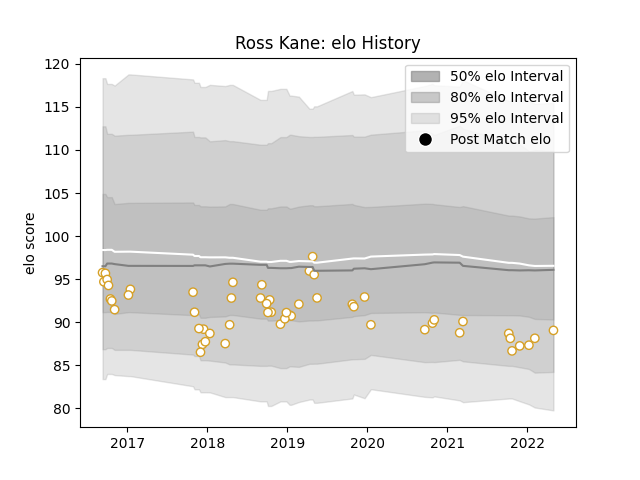 Ross Kane: elo History
120
115
110
105
100
95
90
85
80
elo score
50% elo Interval
80% elo Interval
95% elo Interval
Post Match elo
2017 2018 2019 2020 2021 2022